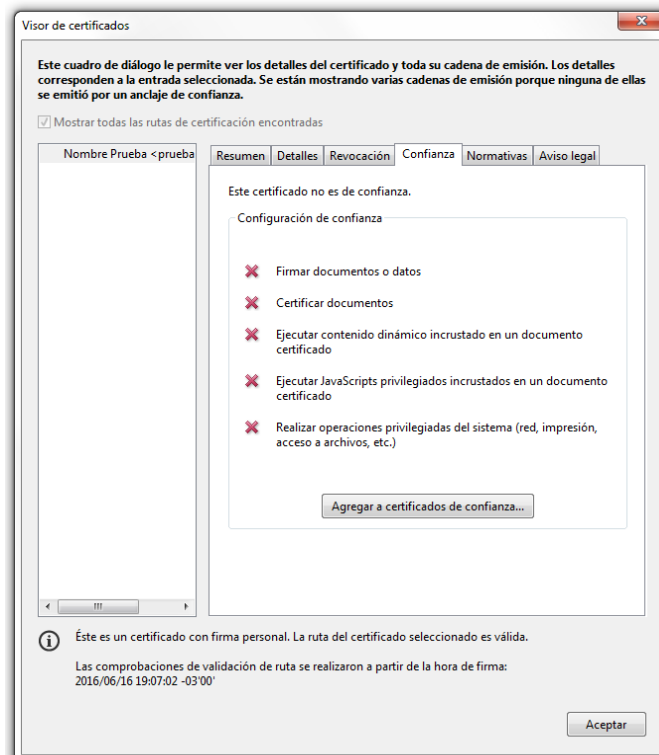 Visor de certificados
Este cuadro de diálogo le permite ver los detalles del certificado y toda su cadena de emisión. Los detalles
corresponden a la entrada seleccionada. Se están mostrando varias cadenas de emisión porque ninguna de ellas
se emitió por un anclaje de confianza.
Mostrar todas las rutas de certificación encontradas
Nombre Prueba <prueba
Resumen Detalles Revocación Confianza Normativas Aviso legal
Este certificado no es de confianza.
Configuración de confianza
Firmar documentos o datos
Certificar documentos
Ejecutar contenido dinámico incrustado en un documento
certificado
Ejecutar JavaScripts privilegiados incrustados en un documento
certificado
Realizar operaciones privilegiadas del sistema (red, impresión,
acceso a archivos, etc.)
Agregar a certificados de confianza...
Éste es un certificado con firma personal. La ruta del certificado seleccionado es válida.
Las comprobaciones de validación de ruta se realizaron a partir de la hora de firma:
2016/06/16 19:07:02 -03'00'
Aceptar